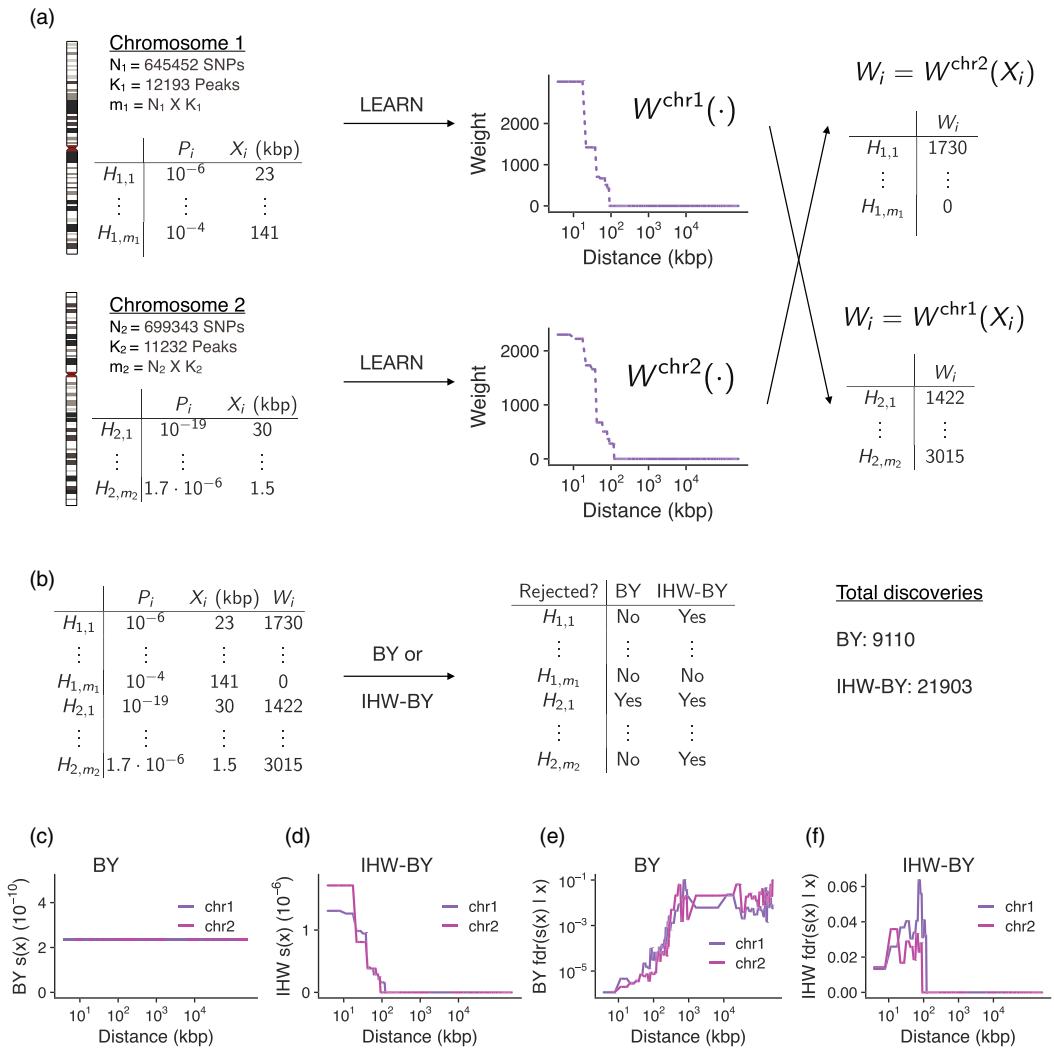 (a)
Chromosome 1
N₁ = 645452 SNPs
K₁ = 12193 Peaks
m₁ = N₁ X K₁
Pᵢ Xᵢ (kbp)
H₁,₁ 10⁻⁶ 23
⋮ ⋮ ⋮
H₁,ₘ₁ 10⁻⁴ 141
LEARN
Weight
2000
1000
0
W^chr1(·)
10¹ 10² 10³ 10⁴
Distance (kbp)
Wᵢ = W^chr2(Xᵢ)
Wᵢ
H₁,₁ 1730
⋮ ⋮
H₁,ₘ₁ 0
Chromosome 2
N₂ = 699343 SNPs
K₂ = 11232 Peaks
m₂ = N₂ X K₂
Pᵢ Xᵢ (kbp)
H₂,₁ 10⁻¹⁹ 30
⋮ ⋮ ⋮
H₂,ₘ₂ 1.7 · 10⁻⁶ 1.5
LEARN
Weight
2000
1000
0
W^chr2(·)
10¹ 10² 10³ 10⁴
Distance (kbp)
Wᵢ = W^chr1(Xᵢ)
Wᵢ
H₂,₁ 1422
⋮ ⋮
H₂,ₘ₂ 3015
(b)
Pᵢ Xᵢ (kbp) Wᵢ
H₁,₁ 10⁻⁶ 23 1730
⋮ ⋮ ⋮ ⋮
H₁,ₘ₁ 10⁻⁴ 141 0
H₂,₁ 10⁻¹⁹ 30 1422
⋮ ⋮ ⋮ ⋮
H₂,ₘ₂ 1.7 · 10⁻⁶ 1.5 3015
BY or
IHW-BY
Rejected? BY IHW-BY
H₁,₁ No Yes
⋮ ⋮ ⋮
H₁,ₘ₁ No No
H₂,₁ Yes Yes
⋮ ⋮ ⋮
H₂,ₘ₂ No Yes
Total discoveries
BY: 9110
IHW-BY: 21903
(c)
BY
BY s(x) (10⁻¹⁰)
4
2
0
chr1
chr2
10¹ 10² 10³ 10⁴
Distance (kbp)
(d)
IHW-BY
IHW s(x) (10⁻⁶)
1
0
chr1
chr2
10¹ 10² 10³ 10⁴
Distance (kbp)
(e)
BY
BY fdr(s(x) | x)
10⁻¹
10⁻³
10⁻⁵
chr1
chr2
10¹ 10² 10³ 10⁴
Distance (kbp)
(f)
IHW-BY
IHW fdr(s(x) | x)
0.06
0.04
0.02
0.00
chr1
chr2
10¹ 10² 10³ 10⁴
Distance (kbp)